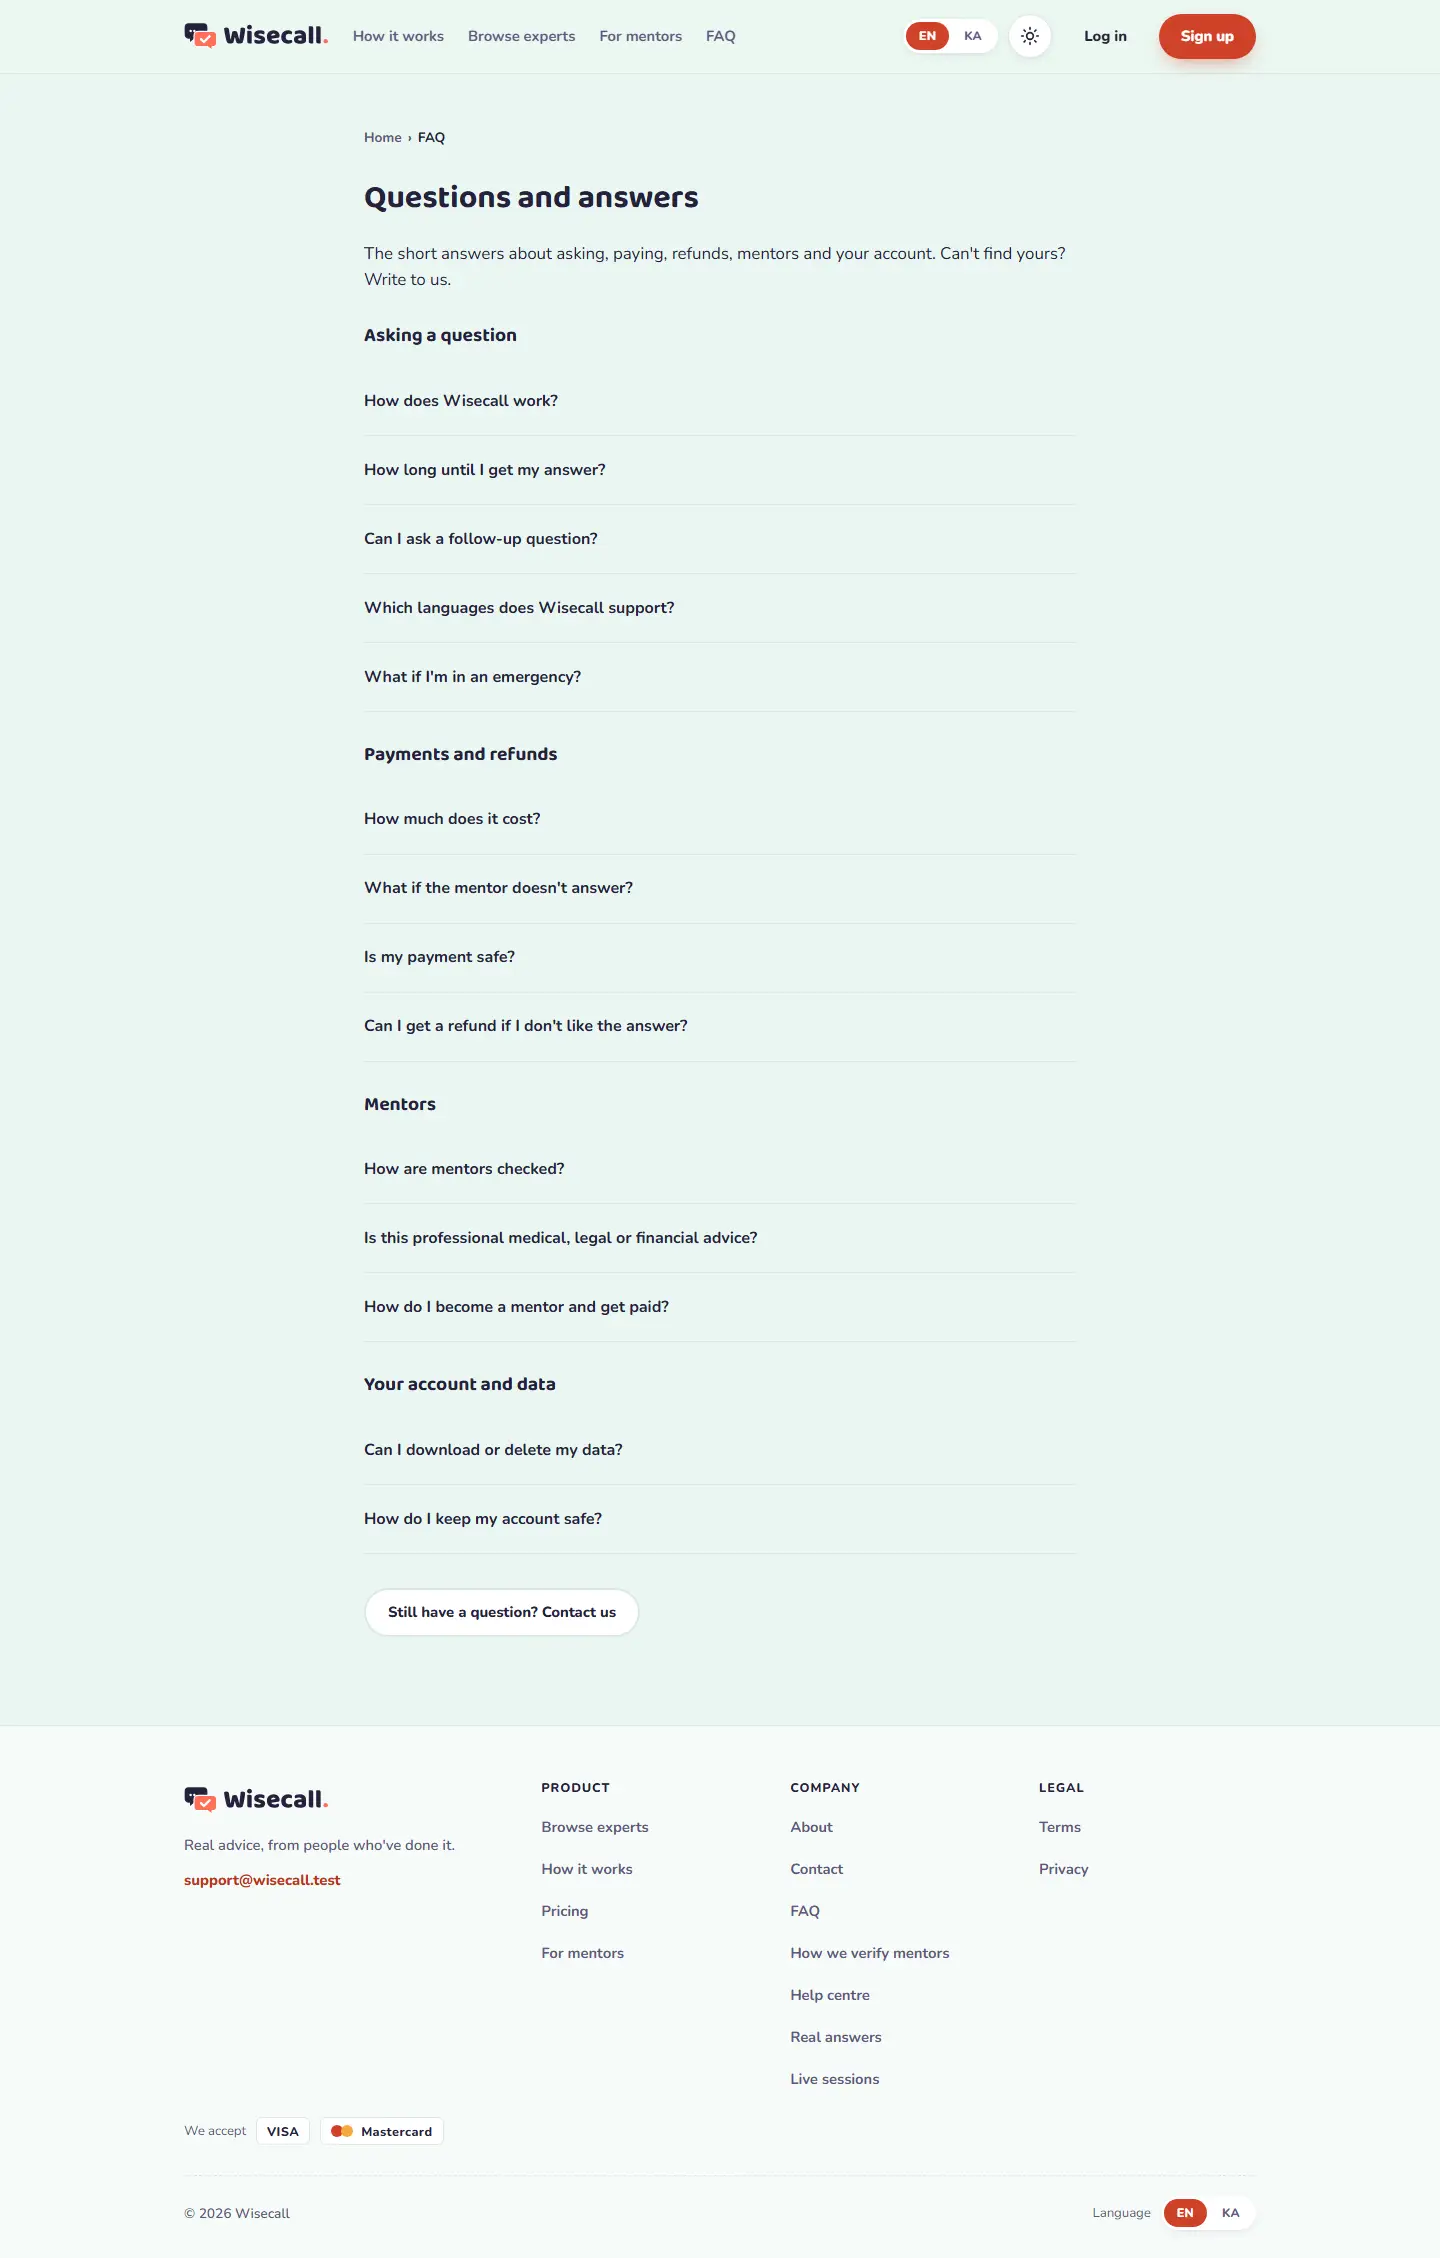 Wisecall.
How it works
Browse experts
For mentors
FAQ
EN
KA
Log in
Sign up
Home › FAQ
Questions and answers
The short answers about asking, paying, refunds, mentors and your account. Can't find yours?
Write to us.
Asking a question
How does Wisecall work?
How long until I get my answer?
Can I ask a follow-up question?
Which languages does Wisecall support?
What if I'm in an emergency?
Payments and refunds
How much does it cost?
What if the mentor doesn't answer?
Is my payment safe?
Can I get a refund if I don't like the answer?
Mentors
How are mentors checked?
Is this professional medical, legal or financial advice?
How do I become a mentor and get paid?
Your account and data
Can I download or delete my data?
How do I keep my account safe?
Still have a question? Contact us
Wisecall.
Real advice, from people who've done it.
support@wisecall.test
PRODUCT
Browse experts
How it works
Pricing
For mentors
COMPANY
About
Contact
FAQ
How we verify mentors
Help centre
Real answers
Live sessions
LEGAL
Terms
Privacy
We accept
VISA
Mastercard
© 2026 Wisecall
Language
EN
KA